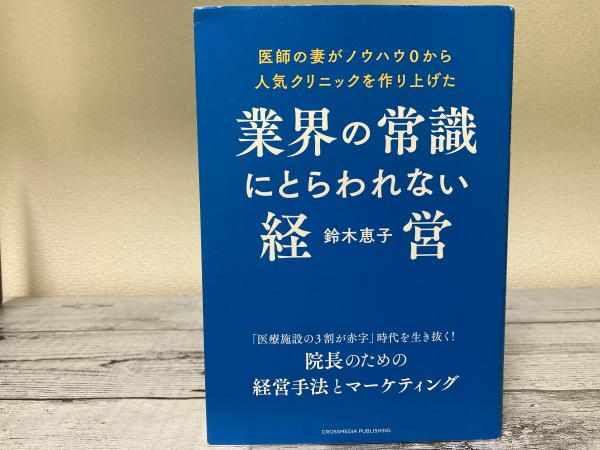 医師の妻がノウハウ0から
人気クリニックを作り上げた
業界の常識
にとらわれない
経営
鈴木恵子
「医療施設の3割が赤字」時代を生き抜く!
院長のための
経営手法とマーケティング
CROSSMEDIA PUBLISHING